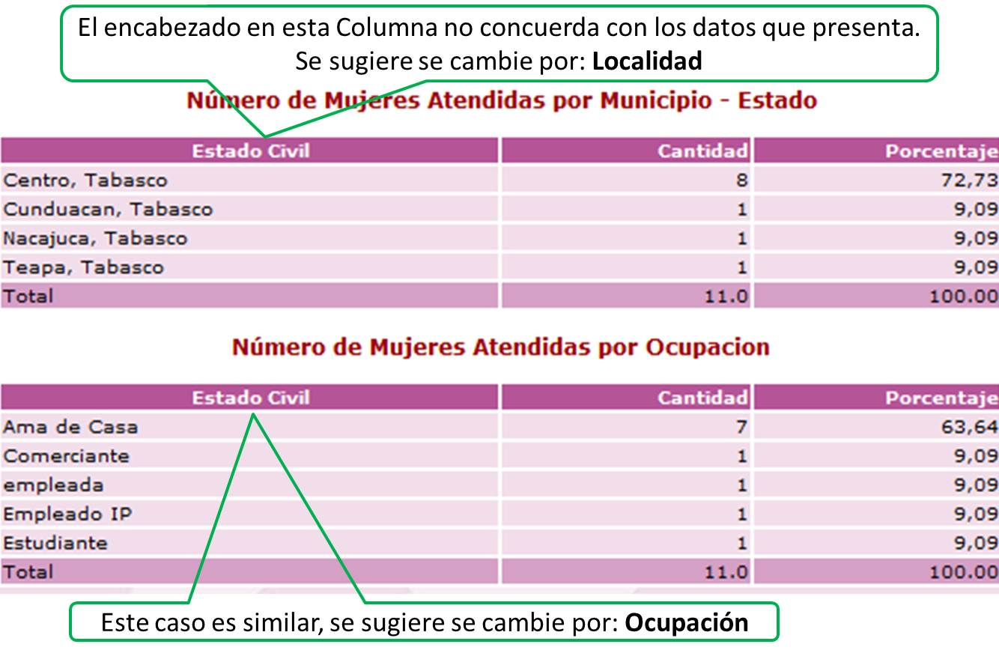 El encabezado en esta Columna no concuerda con los datos que presenta.
Se sugiere se cambie por: Localidad
Número de Mujeres Atendidas por Municipio - Estado
Estado Civil Cantidad Porcentaje
Centro, Tabasco 8 72,73
Cunduacan, Tabasco 1 9,09
Nacajuca, Tabasco 1 9,09
Teapa, Tabasco 1 9,09
Total 11.0 100.00
Número de Mujeres Atendidas por Ocupacion
Estado Civil Cantidad Porcentaje
Ama de Casa 7 63,64
Comerciante 1 9,09
empleada 1 9,09
Empleado IP 1 9,09
Estudiante 1 9,09
Total 11.0 100.00
Este caso es similar, se sugiere se cambie por: Ocupación